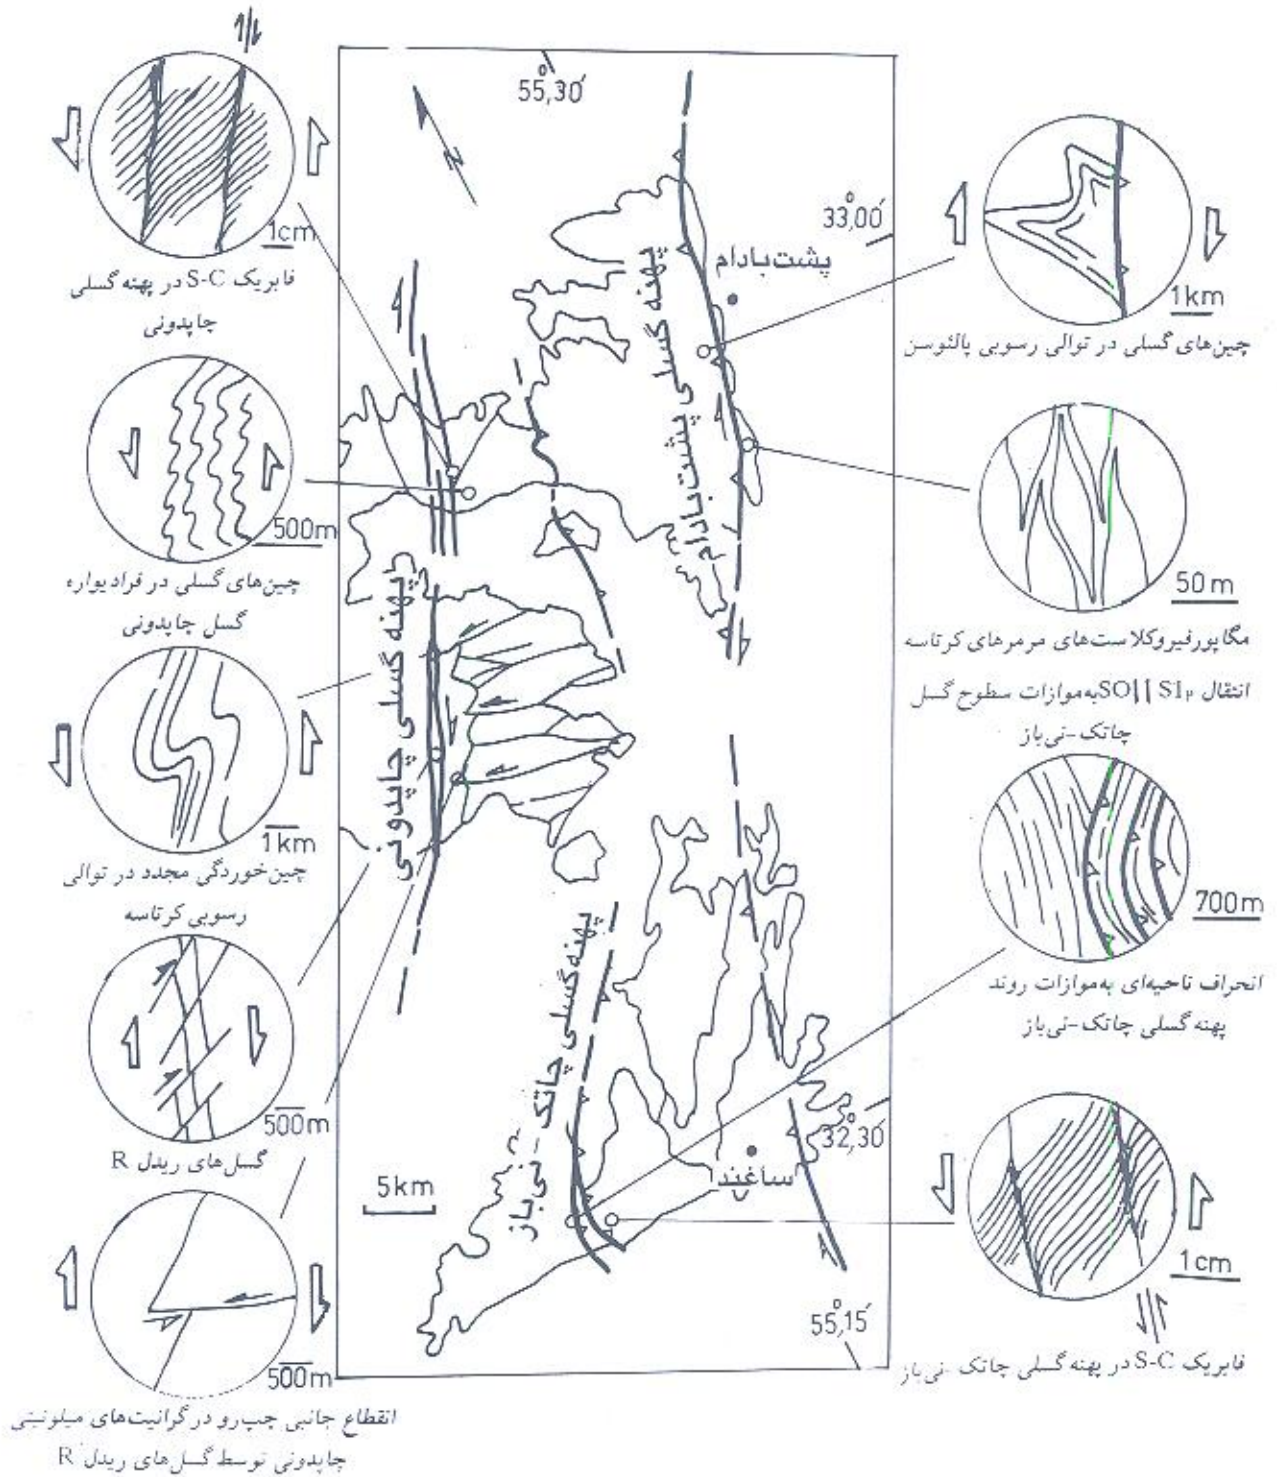 1cm
فابریک S-C در پهنه گسلی
چاپدونی
500m
چین‌های گسلی در فرادیواره
گسل چاپدونی
1km
چین‌خوردگی مجدد در توالی
رسوبی کرتاسه
500m
گسل‌های ریدل R
500m
انقطاع جانبی چپ‌رو در گرانیت‌های میلونیتی
چاپدونی توسط گسل‌های ریدل R
55°,30′
N
33°,00′
پشت‌بادام
پهنه گسلی پشت‌بادام
پهنه گسلی چاپدونی
پهنه گسلی چاتک-نی‌باز
ساغند
32°,30′
5km
55°,15′
1km
چین‌های گسلی در توالی رسوبی پالئوسن
50m
مگاپورفیروکلاست‌های مرمرهای کرتاسه
انتقال SO||S1₂ به‌موازات سطوح گسل
چاتک-نی‌باز
700m
انحراف ناحیه‌ای به‌موازات روند
پهنه گسلی چاتک-نی‌باز
1cm
فابریک S-C در پهنه گسلی چاتک-نی‌باز